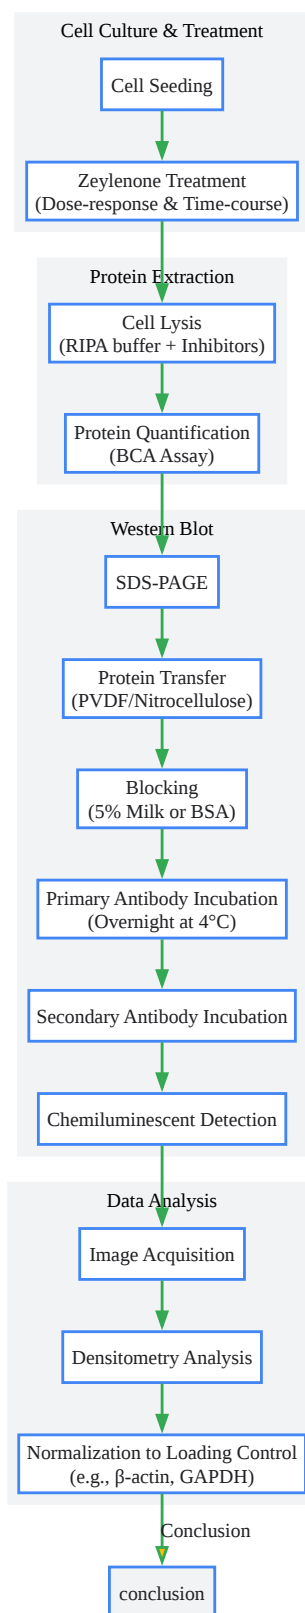 Cell Culture & Treatment
Cell Seeding
Zeylenone Treatment
(Dose-response & Time-course)
Protein Extraction
Cell Lysis
(RIPA buffer + Inhibitors)
Protein Quantification
(BCA Assay)
Western Blot
SDS-PAGE
Protein Transfer
(PVDF/Nitrocellulose)
Blocking
(5% Milk or BSA)
Primary Antibody Incubation
(Overnight at 4°C)
Secondary Antibody Incubation
Chemiluminescent Detection
Data Analysis
Image Acquisition
Densitometry Analysis
Normalization to Loading Control
(e.g., β-actin, GAPDH)
Conclusion
conclusion